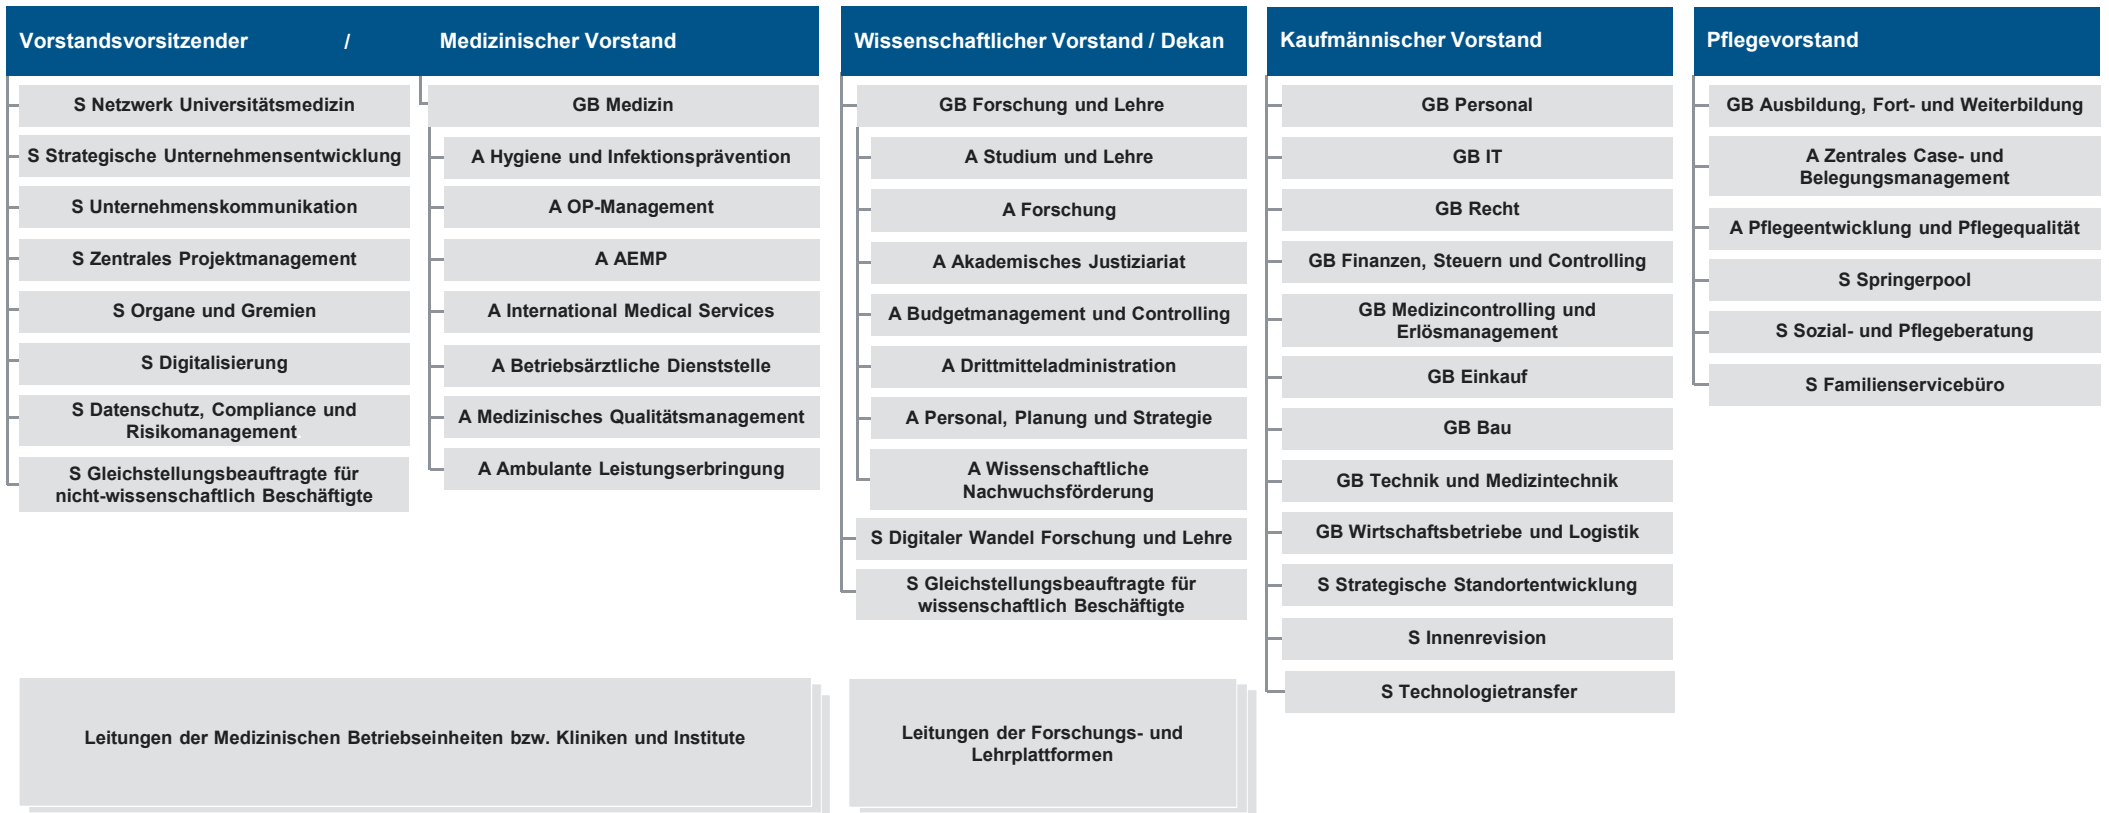 Vorstandsvorsitzender / Medizinischer Vorstand
S Netzwerk Universitätsmedizin
S Strategische Unternehmensentwicklung
S Unternehmenskommunikation
S Zentrales Projektmanagement
S Organe und Gremien
S Digitalisierung
S Datenschutz, Compliance und
Risikomanagement
S Gleichstellungsbeauftragte für
nicht-wissenschaftlich Beschäftigte
GB Medizin
A Hygiene und Infektionsprävention
A OP-Management
A AEMP
A International Medical Services
A Betriebsärztliche Dienststelle
A Medizinisches Qualitätsmanagement
A Ambulante Leistungserbringung
Leitungen der Medizinischen Betriebseinheiten bzw. Kliniken und Institute
Wissenschaftlicher Vorstand / Dekan
GB Forschung und Lehre
A Studium und Lehre
A Forschung
A Akademisches Justiziariat
A Budgetmanagement und Controlling
A Drittmitteladministration
A Personal, Planung und Strategie
A Wissenschaftliche
Nachwuchsförderung
S Digitaler Wandel Forschung und Lehre
S Gleichstellungsbeauftragte für
wissenschaftlich Beschäftigte
Leitungen der Forschungs- und
Lehrplattformen
Kaufmännischer Vorstand
GB Personal
GB IT
GB Recht
GB Finanzen, Steuern und Controlling
GB Medizincontrolling und
Erlösmanagement
GB Einkauf
GB Bau
GB Technik und Medizintechnik
GB Wirtschaftsbetriebe und Logistik
S Strategische Standortentwicklung
S Innenrevision
S Technologietransfer
Pflegevorstand
GB Ausbildung, Fort- und Weiterbildung
A Zentrales Case- und
Belegungsmanagement
A Pflegeentwicklung und Pflegequalität
S Springerpool
S Sozial- und Pflegeberatung
S Familienservicebüro